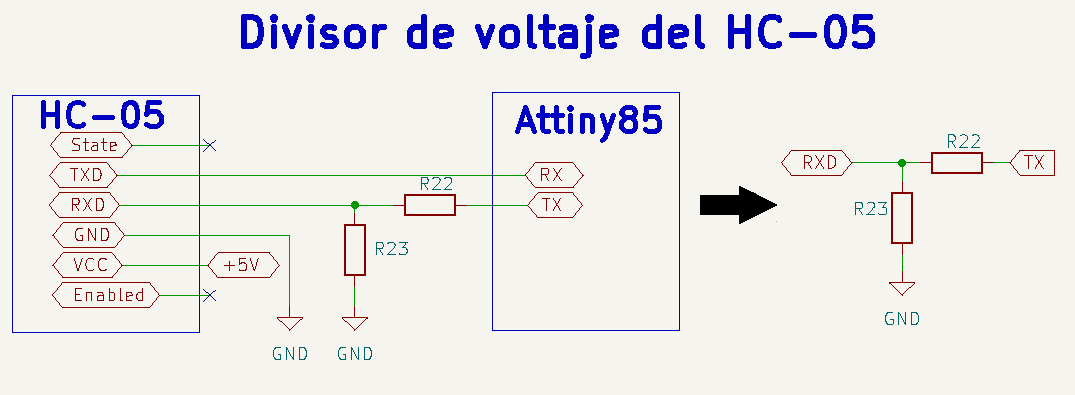 Divisor de voltaje del HC-05
HC-05
State
TXD
RXD
GND
VCC
+5V
Enabled
GND
GND
R22
R23
Attiny85
RX
TX
RXD
R22
TX
R23
GND